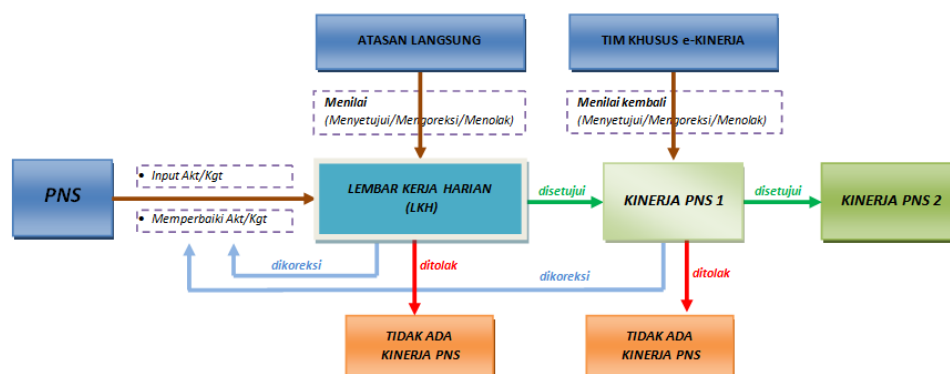 ATASAN LANGSUNG
TIM KHUSUS e-KINERJA
Menilai
(Menyetujui/Mengoreksi/Menolak)
Menilai kembali
(Menyetujui/Mengoreksi/Menolak)
PNS
• Input Akt/Kgt
• Memperbaiki Akt/Kgt
LEMBAR KERJA HARIAN
(LKH)
disetujui
KINERJA PNS 1
disetujui
KINERJA PNS 2
dikoreksi
ditolak
dikoreksi
ditolak
TIDAK ADA
KINERJA PNS
TIDAK ADA
KINERJA PNS